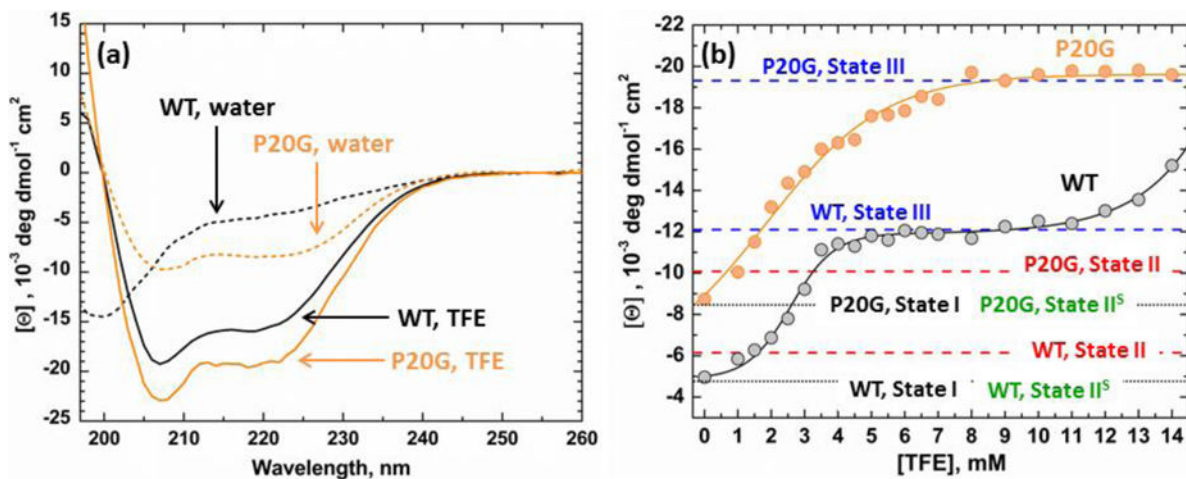 (a)
WT, water
P20G, water
WT, TFE
P20G, TFE
[Θ] , 10⁻³ deg dmol⁻¹ cm²
15
10
5
0
-5
-10
-15
-20
-25
200 210 220 230 240 250 260
Wavelength, nm
(b)
P20G
P20G, State III
WT
WT, State III
P20G, State II
P20G, State I P20G, State IIˢ
WT, State II
WT, State I WT, State IIˢ
[Θ] , 10⁻³ deg dmol⁻¹ cm²
-22
-20
-18
-16
-14
-12
-10
-8
-6
-4
0 1 2 3 4 5 6 7 8 9 10 11 12 13 14
[TFE], mM